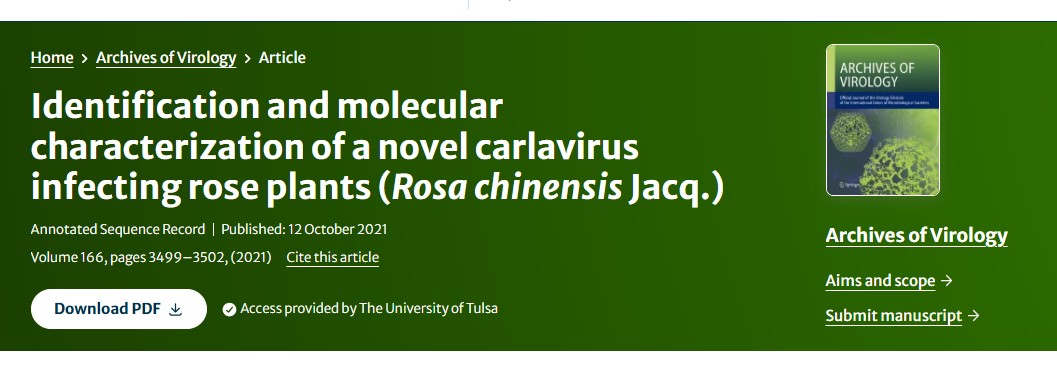 Home > Archives of Virology > Article
Identification and molecular
characterization of a novel carlavirus
infecting rose plants (Rosa chinensis Jacq.)
Annotated Sequence Record | Published: 12 October 2021
Volume 166, pages 3499–3502, (2021) Cite this article
Download PDF
Access provided by The University of Tulsa
ARCHIVES OF
VIROLOGY
Official Journal of the Virology Division
of the International Union of Microbiological Societies
Springer
Archives of Virology
Aims and scope →
Submit manuscript →